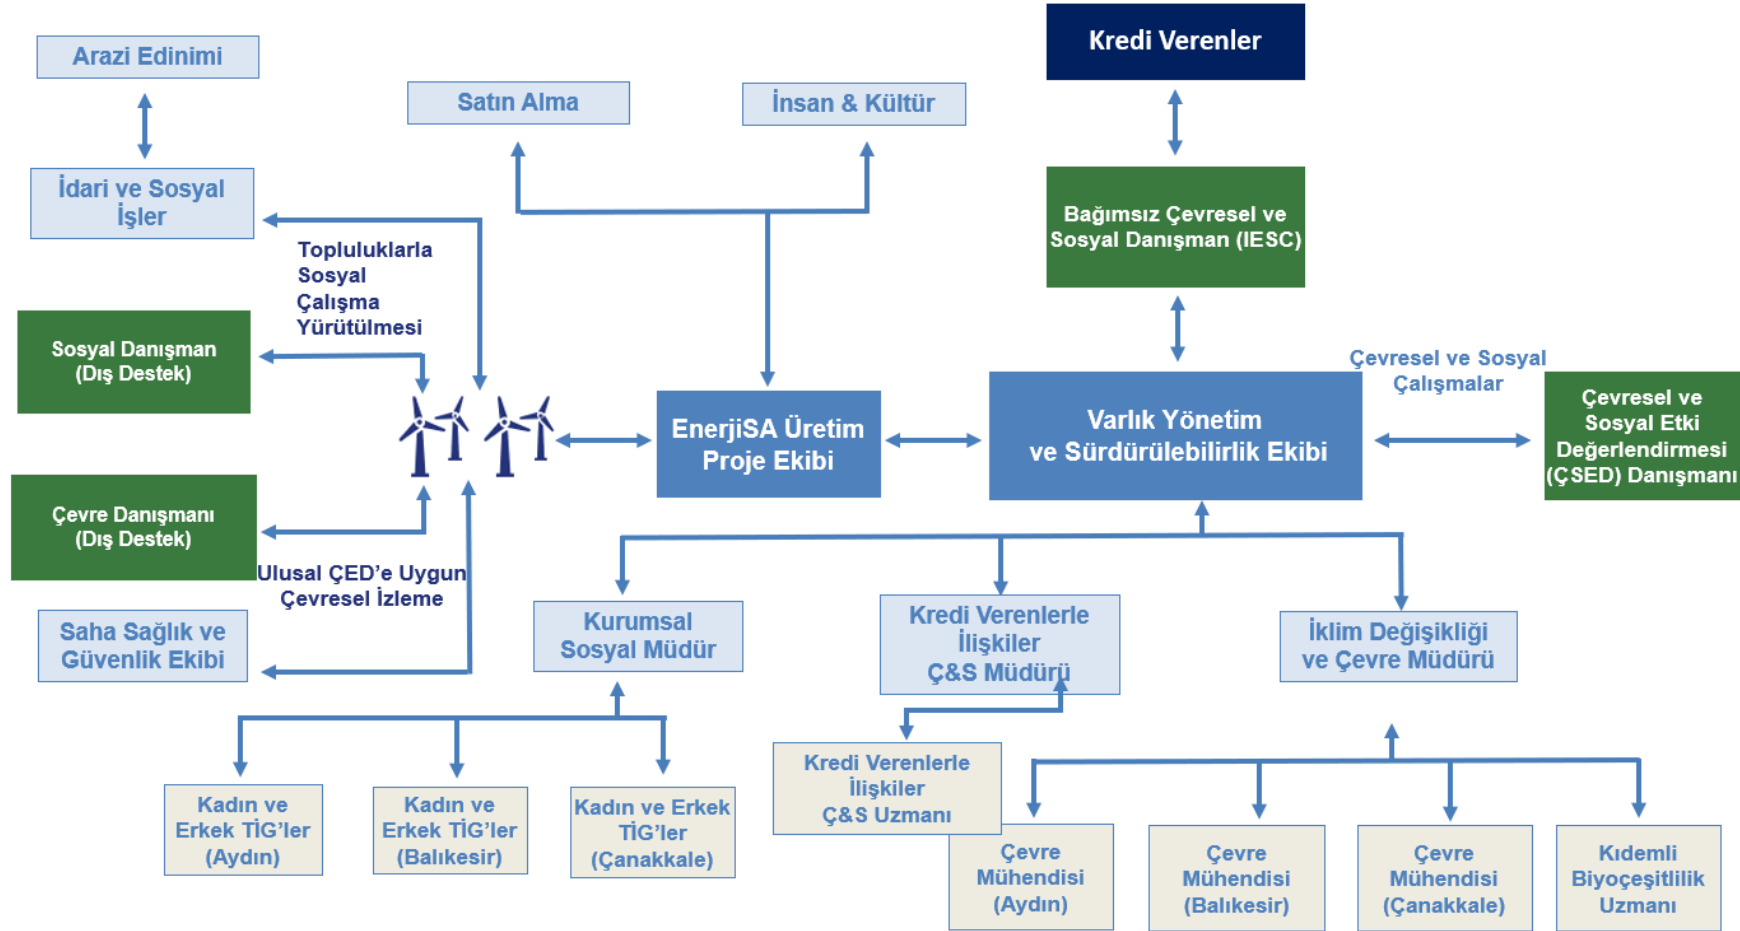 Kredi Verenler
Arazi Edinimi
Satın Alma
İnsan & Kültür
İdari ve Sosyal
İşler
Bağımsız Çevresel ve
Sosyal Danışman (IESC)
Topluluklarla
Sosyal
Çalışma
Yürütülmesi
Sosyal Danışman
(Dış Destek)
Çevresel ve Sosyal
Çalışmalar
EnerjiSA Üretim
Proje Ekibi
Varlık Yönetim
ve Sürdürülebilirlik Ekibi
Çevresel ve
Sosyal Etki
Değerlendirmesi
(ÇSED) Danışmanı
Çevre Danışmanı
(Dış Destek)
Ulusal ÇED’e Uygun
Çevresel İzleme
Saha Sağlık ve
Güvenlik Ekibi
Kurumsal
Sosyal Müdür
Kredi Verenlerle
İlişkiler
Ç&S Müdürü
İklim Değişikliği
ve Çevre Müdürü
Kadın ve
Erkek TİG’ler
(Aydın)
Kadın ve
Erkek TİG’ler
(Balıkesir)
Kadın ve Erkek
TİG’ler
(Çanakkale)
Kredi Verenlerle
İlişkiler
Ç&S Uzmanı
Çevre
Mühendisi
(Aydın)
Çevre
Mühendisi
(Balıkesir)
Çevre
Mühendisi
(Çanakkale)
Kıdemli
Biyoçeşitlilik
Uzmanı